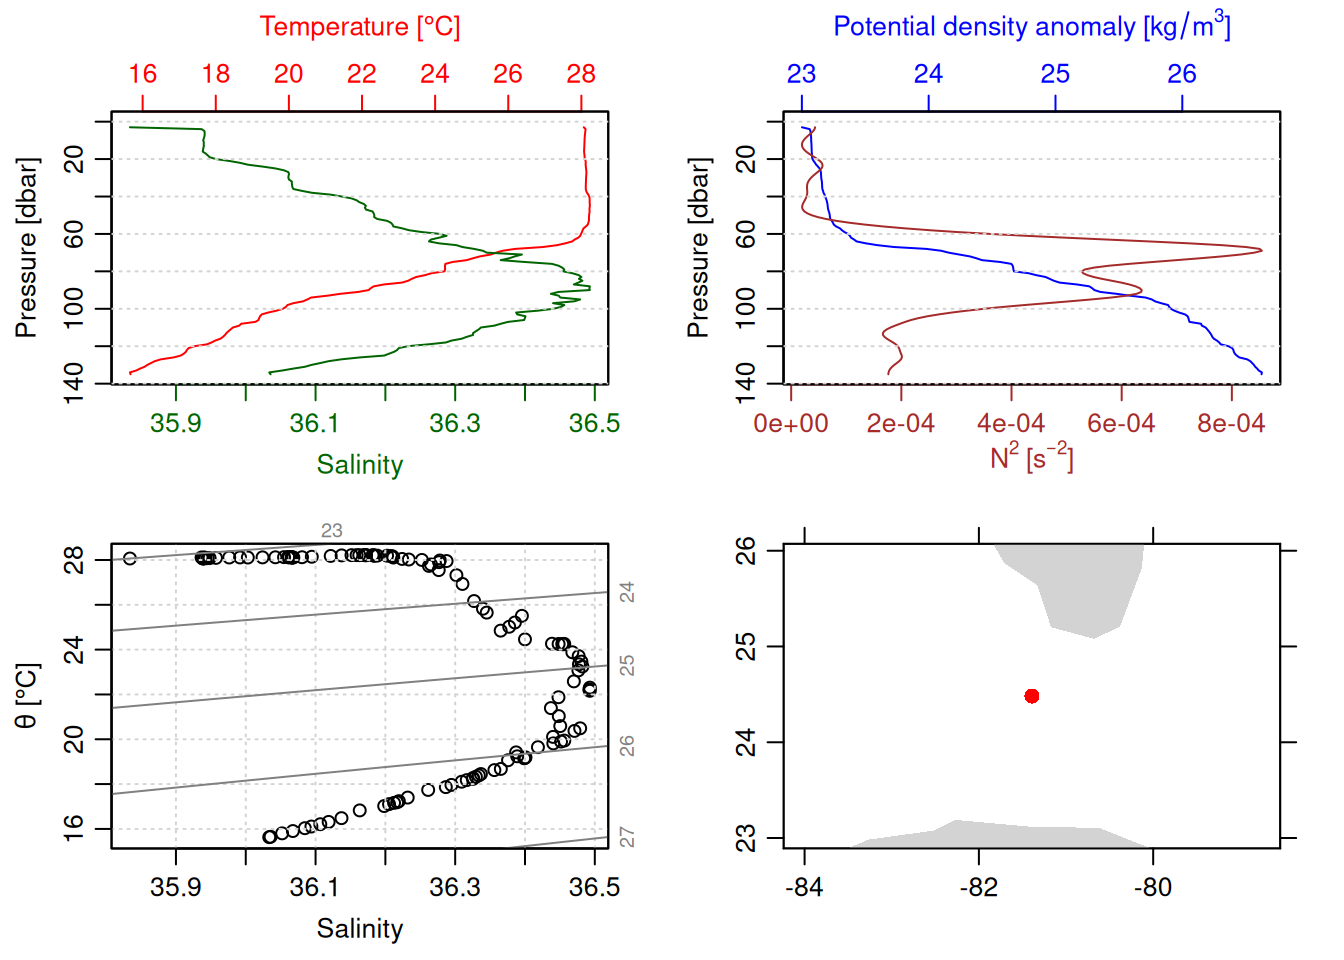 Temperature [°C]
16 18 20 22 24 26 28
Pressure [dbar]
20
60
100
140
35.9 36.1 36.3 36.5
Salinity
Potential density anomaly [kg/m³]
23 24 25 26
Pressure [dbar]
20
60
100
140
0e+00 2e-04 4e-04 6e-04 8e-04
N² [s⁻²]
23
θ [°C]
28
24
20
16
24
25
26
27
35.9 36.1 36.3 36.5
Salinity
26
25
24
23
-84 -82 -80